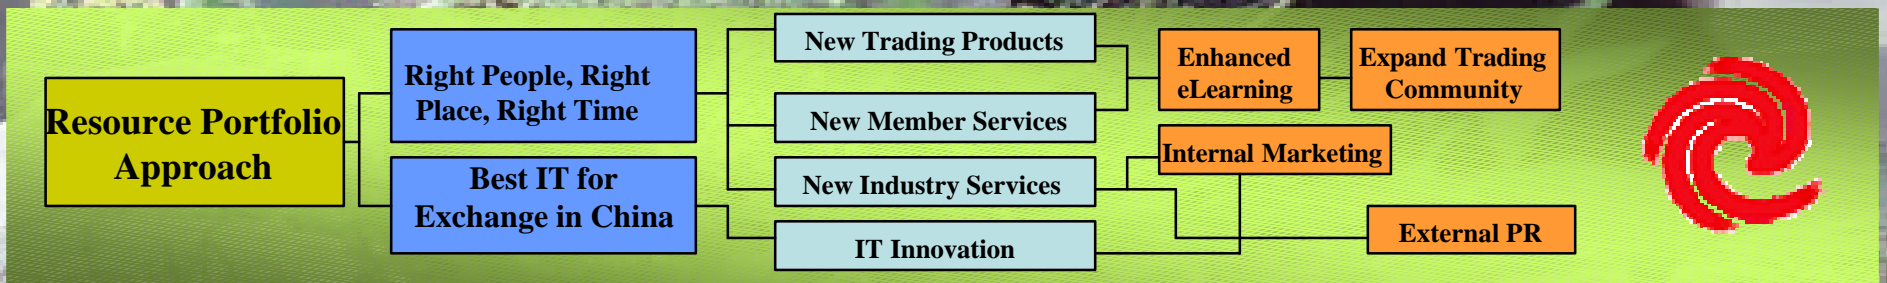 Resource Portfolio
Approach
Right People, Right
Place, Right Time
Best IT for
Exchange in China
New Trading Products
New Member Services
New Industry Services
IT Innovation
Enhanced
eLearning
Expand Trading
Community
Internal Marketing
External PR